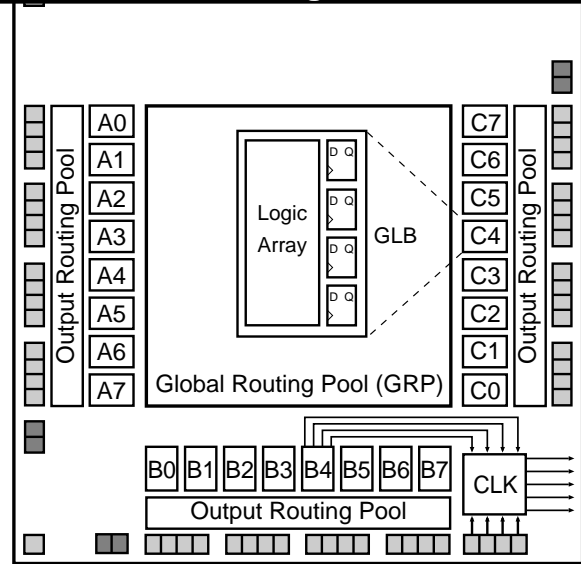 Output Routing Pool
A0
A1
A2
A3
A4
A5
A6
A7
D Q
D Q
D Q
D Q
Logic
Array
GLB
Global Routing Pool (GRP)
C7
C6
C5
C4
C3
C2
C1
C0
Output Routing Pool
B0 B1 B2 B3 B4 B5 B6 B7
Output Routing Pool
CLK